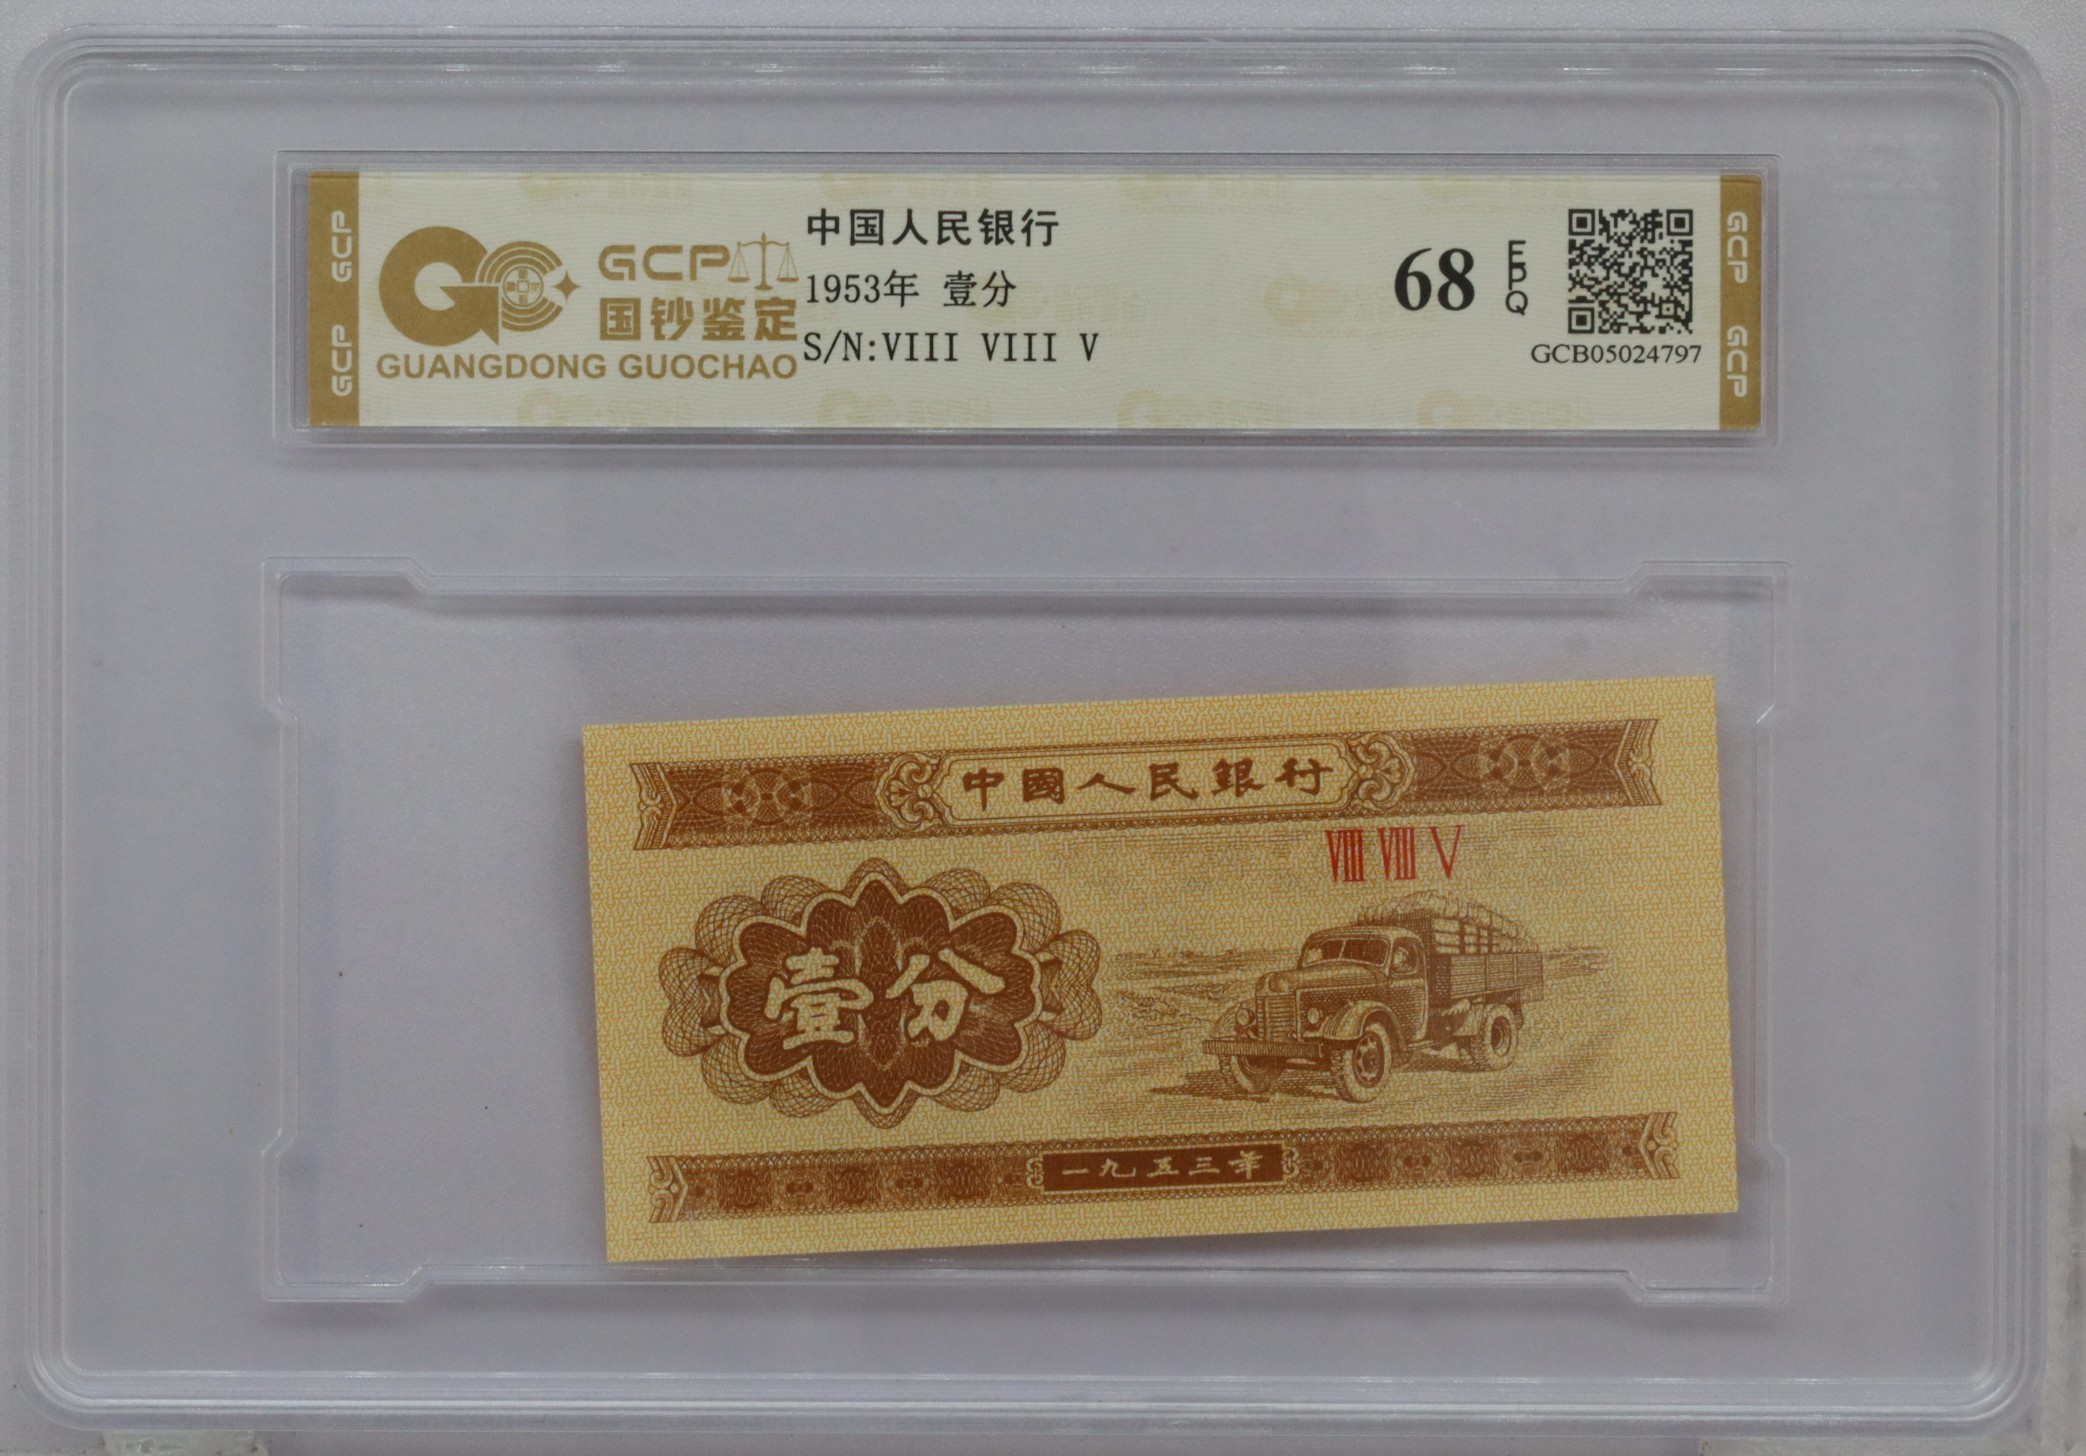 GCP GCP
GCP
国钞鉴定
GUANGDONG GUOCHAO
中国人民银行
1953年 壹分
S/N:VIII VIII V
68 EPQ
GCB05024797
GCP GCP
中國人民銀行
VIII VIII V
壹分
一九五三年